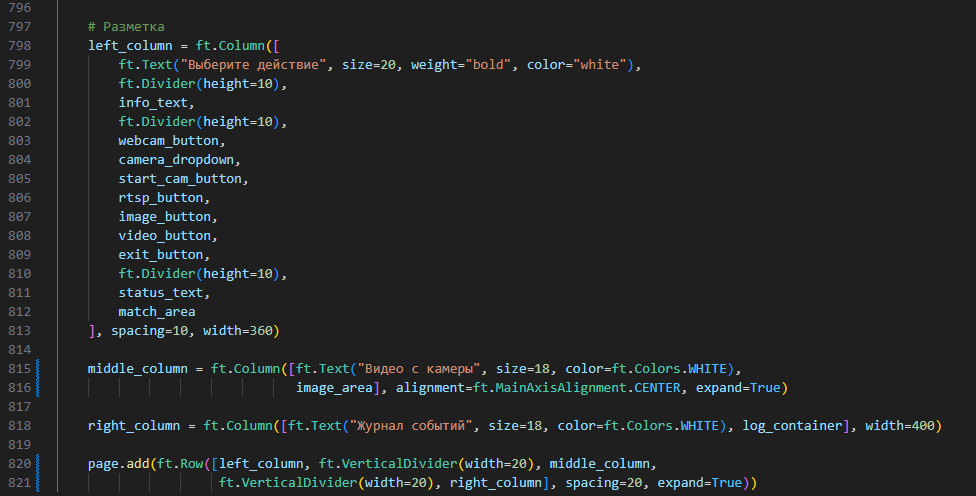 796
797 # Разметка
798 left_column = ft.Column([
799 ft.Text("Выберите действие", size=20, weight="bold", color="white"),
800 ft.Divider(height=10),
801 info_text,
802 ft.Divider(height=10),
803 webcam_button,
804 camera_dropdown,
805 start_cam_button,
806 rtsp_button,
807 image_button,
808 video_button,
809 exit_button,
810 ft.Divider(height=10),
811 status_text,
812 match_area
813 ], spacing=10, width=360)
814
815 middle_column = ft.Column([ft.Text("Видео с камеры", size=18, color=ft.Colors.WHITE),
816 image_area], alignment=ft.MainAxisAlignment.CENTER, expand=True)
817
818 right_column = ft.Column([ft.Text("Журнал событий", size=18, color=ft.Colors.WHITE), log_container], width=400)
819
820 page.add(ft.Row([left_column, ft.VerticalDivider(width=20), middle_column,
821 ft.VerticalDivider(width=20), right_column], spacing=20, expand=True))